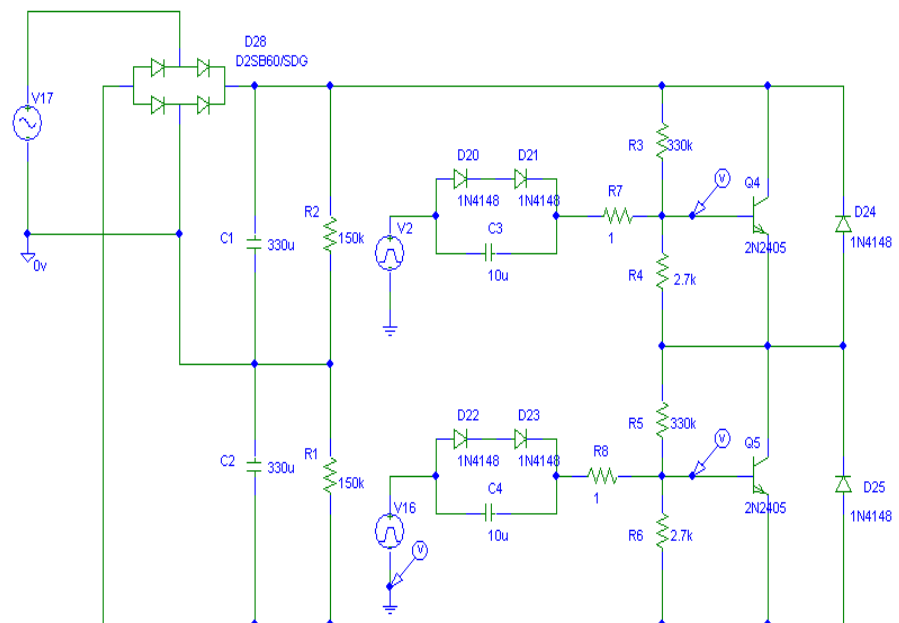 D28
D2SB60/SDG
V17
0v
C1
330u
R2
150k
V2
D20
D21
1N4148
1N4148
C3
10u
R7
1
R3
330k
R4
2.7k
V
Q4
2N2405
D24
1N4148
C2
330u
R1
150k
V16
V
D22
D23
1N4148
1N4148
C4
10u
R8
1
R5
330k
R6
2.7k
V
Q5
2N2405
D25
1N4148